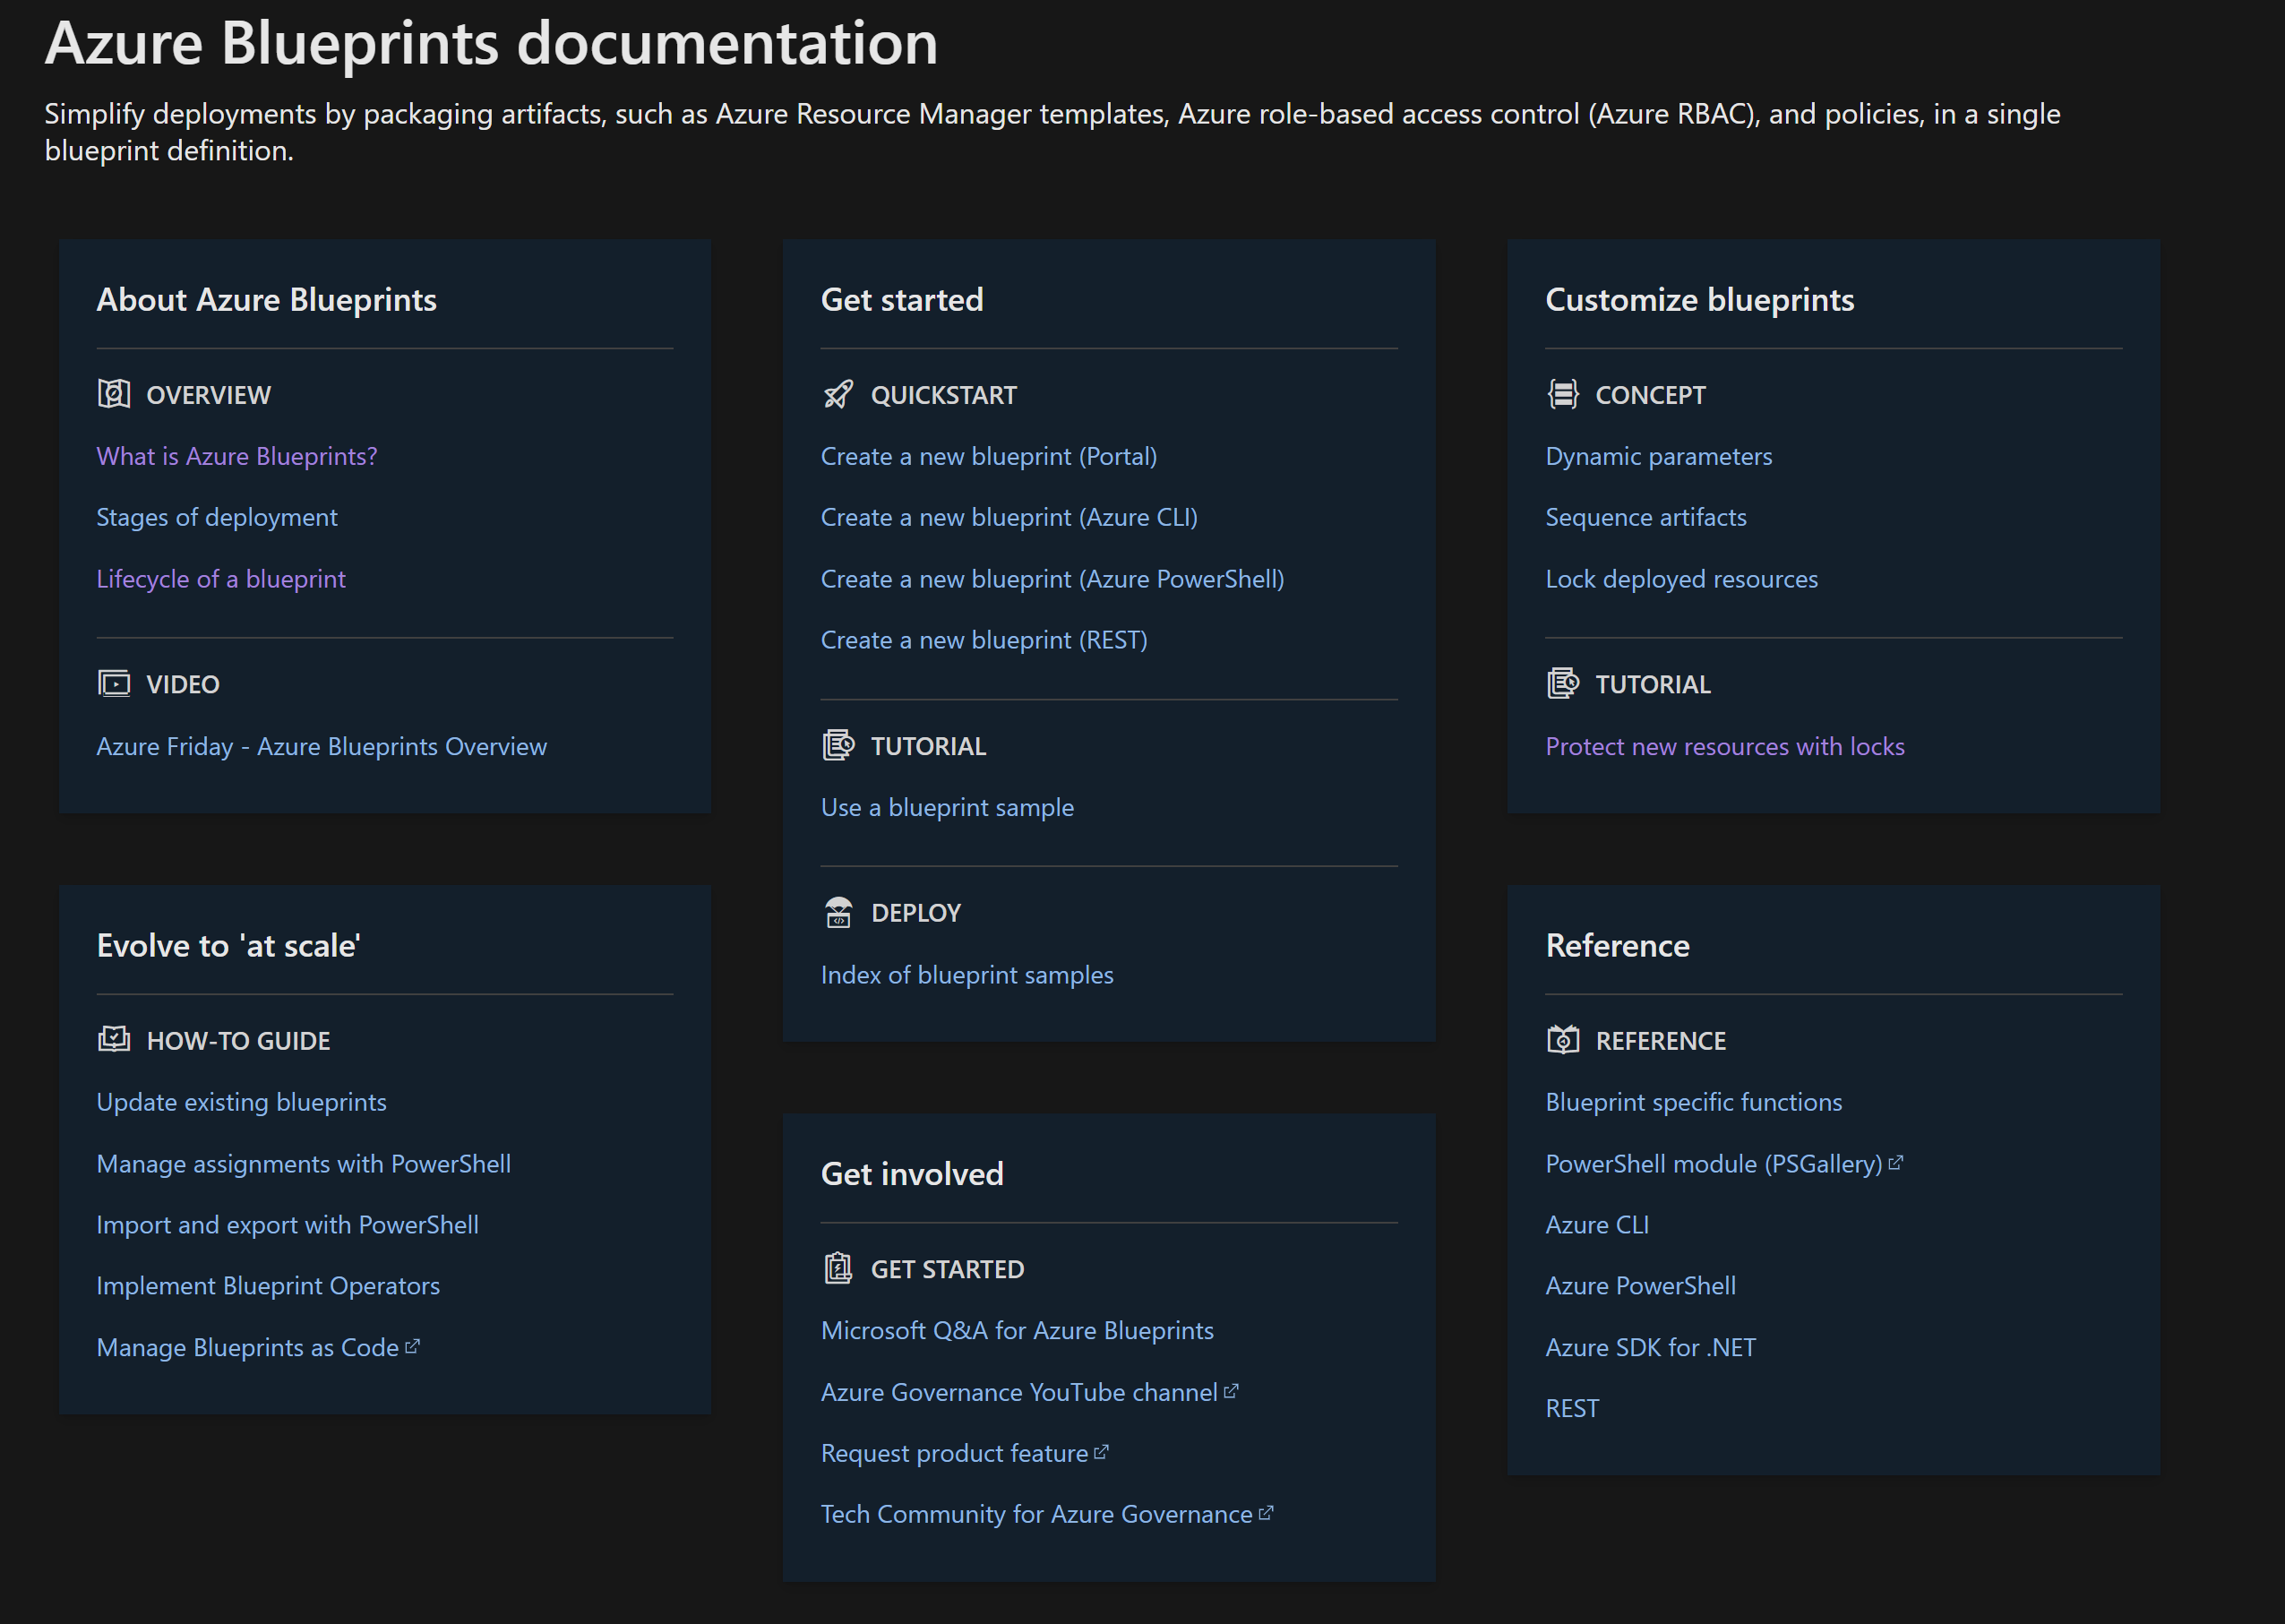 Azure Blueprints documentation
Simplify deployments by packaging artifacts, such as Azure Resource Manager templates, Azure role-based access control (Azure RBAC), and policies, in a single
blueprint definition.
About Azure Blueprints
OVERVIEW
What is Azure Blueprints?
Stages of deployment
Lifecycle of a blueprint
VIDEO
Azure Friday - Azure Blueprints Overview
Get started
QUICKSTART
Create a new blueprint (Portal)
Create a new blueprint (Azure CLI)
Create a new blueprint (Azure PowerShell)
Create a new blueprint (REST)
TUTORIAL
Use a blueprint sample
DEPLOY
Index of blueprint samples
Customize blueprints
CONCEPT
Dynamic parameters
Sequence artifacts
Lock deployed resources
TUTORIAL
Protect new resources with locks
Evolve to 'at scale'
HOW-TO GUIDE
Update existing blueprints
Manage assignments with PowerShell
Import and export with PowerShell
Implement Blueprint Operators
Manage Blueprints as Code
Get involved
GET STARTED
Microsoft Q&A for Azure Blueprints
Azure Governance YouTube channel
Request product feature
Tech Community for Azure Governance
Reference
REFERENCE
Blueprint specific functions
PowerShell module (PSGallery)
Azure CLI
Azure PowerShell
Azure SDK for .NET
REST